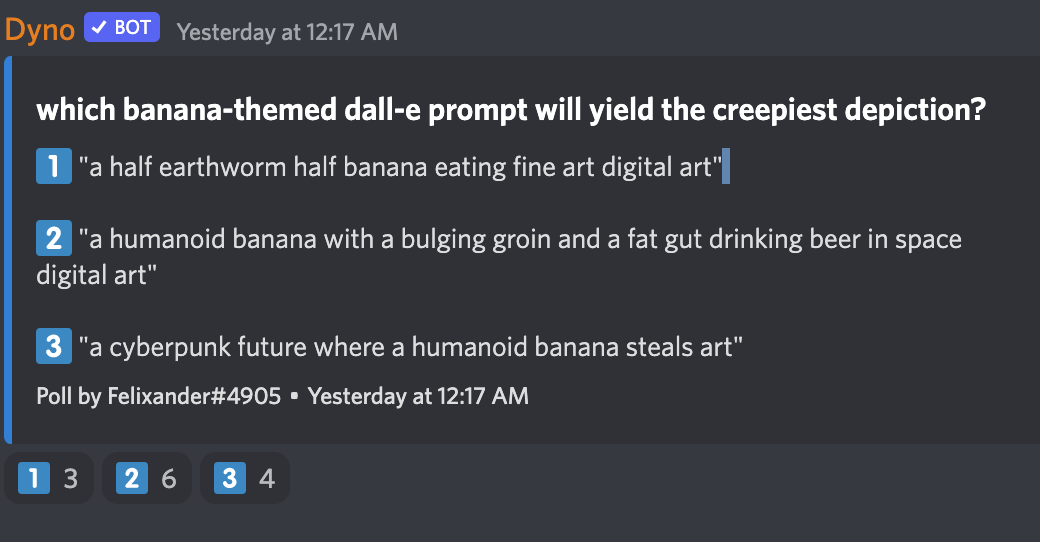 Dyno ✓ BOT Yesterday at 12:17 AM
which banana-themed dall-e prompt will yield the creepiest depiction?
1 "a half earthworm half banana eating fine art digital art"
2 "a humanoid banana with a bulging groin and a fat gut drinking beer in space
digital art"
3 "a cyberpunk future where a humanoid banana steals art"
Poll by Felixander#4905 • Yesterday at 12:17 AM
1 3 2 6 3 4